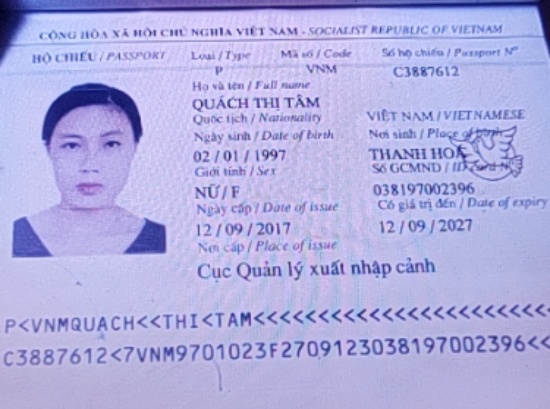 CỘNG HÒA XÃ HỘI CHỦ NGHĨA VIỆT NAM - SOCIALIST REPUBLIC OF VIETNAM
HỘ CHIẾU / PASSPORT Loại / Type Mã số / Code Số hộ chiếu / Passport Nº
P VNM C3887612
Họ và tên / Full name
QUÁCH THỊ TÂM
Quốc tịch / Nationality VIỆT NAM / VIETNAMESE
Ngày sinh / Date of birth Nơi sinh / Place of birth
02 / 01 / 1997 THANH HOÁ
Giới tính / Sex Số GCMND / ID Card Nº
NỮ / F 038197002396
Ngày cấp / Date of issue Có giá trị đến / Date of expiry
12 / 09 / 2017 12 / 09 / 2027
Nơi cấp / Place of issue
Cục Quản lý xuất nhập cảnh
P<VNMQUACH<<THI<TAM<<<<<<<<<<<<<<<<<<<<<<<<
C3887612<7VNM9701023F2709123038197002396<<